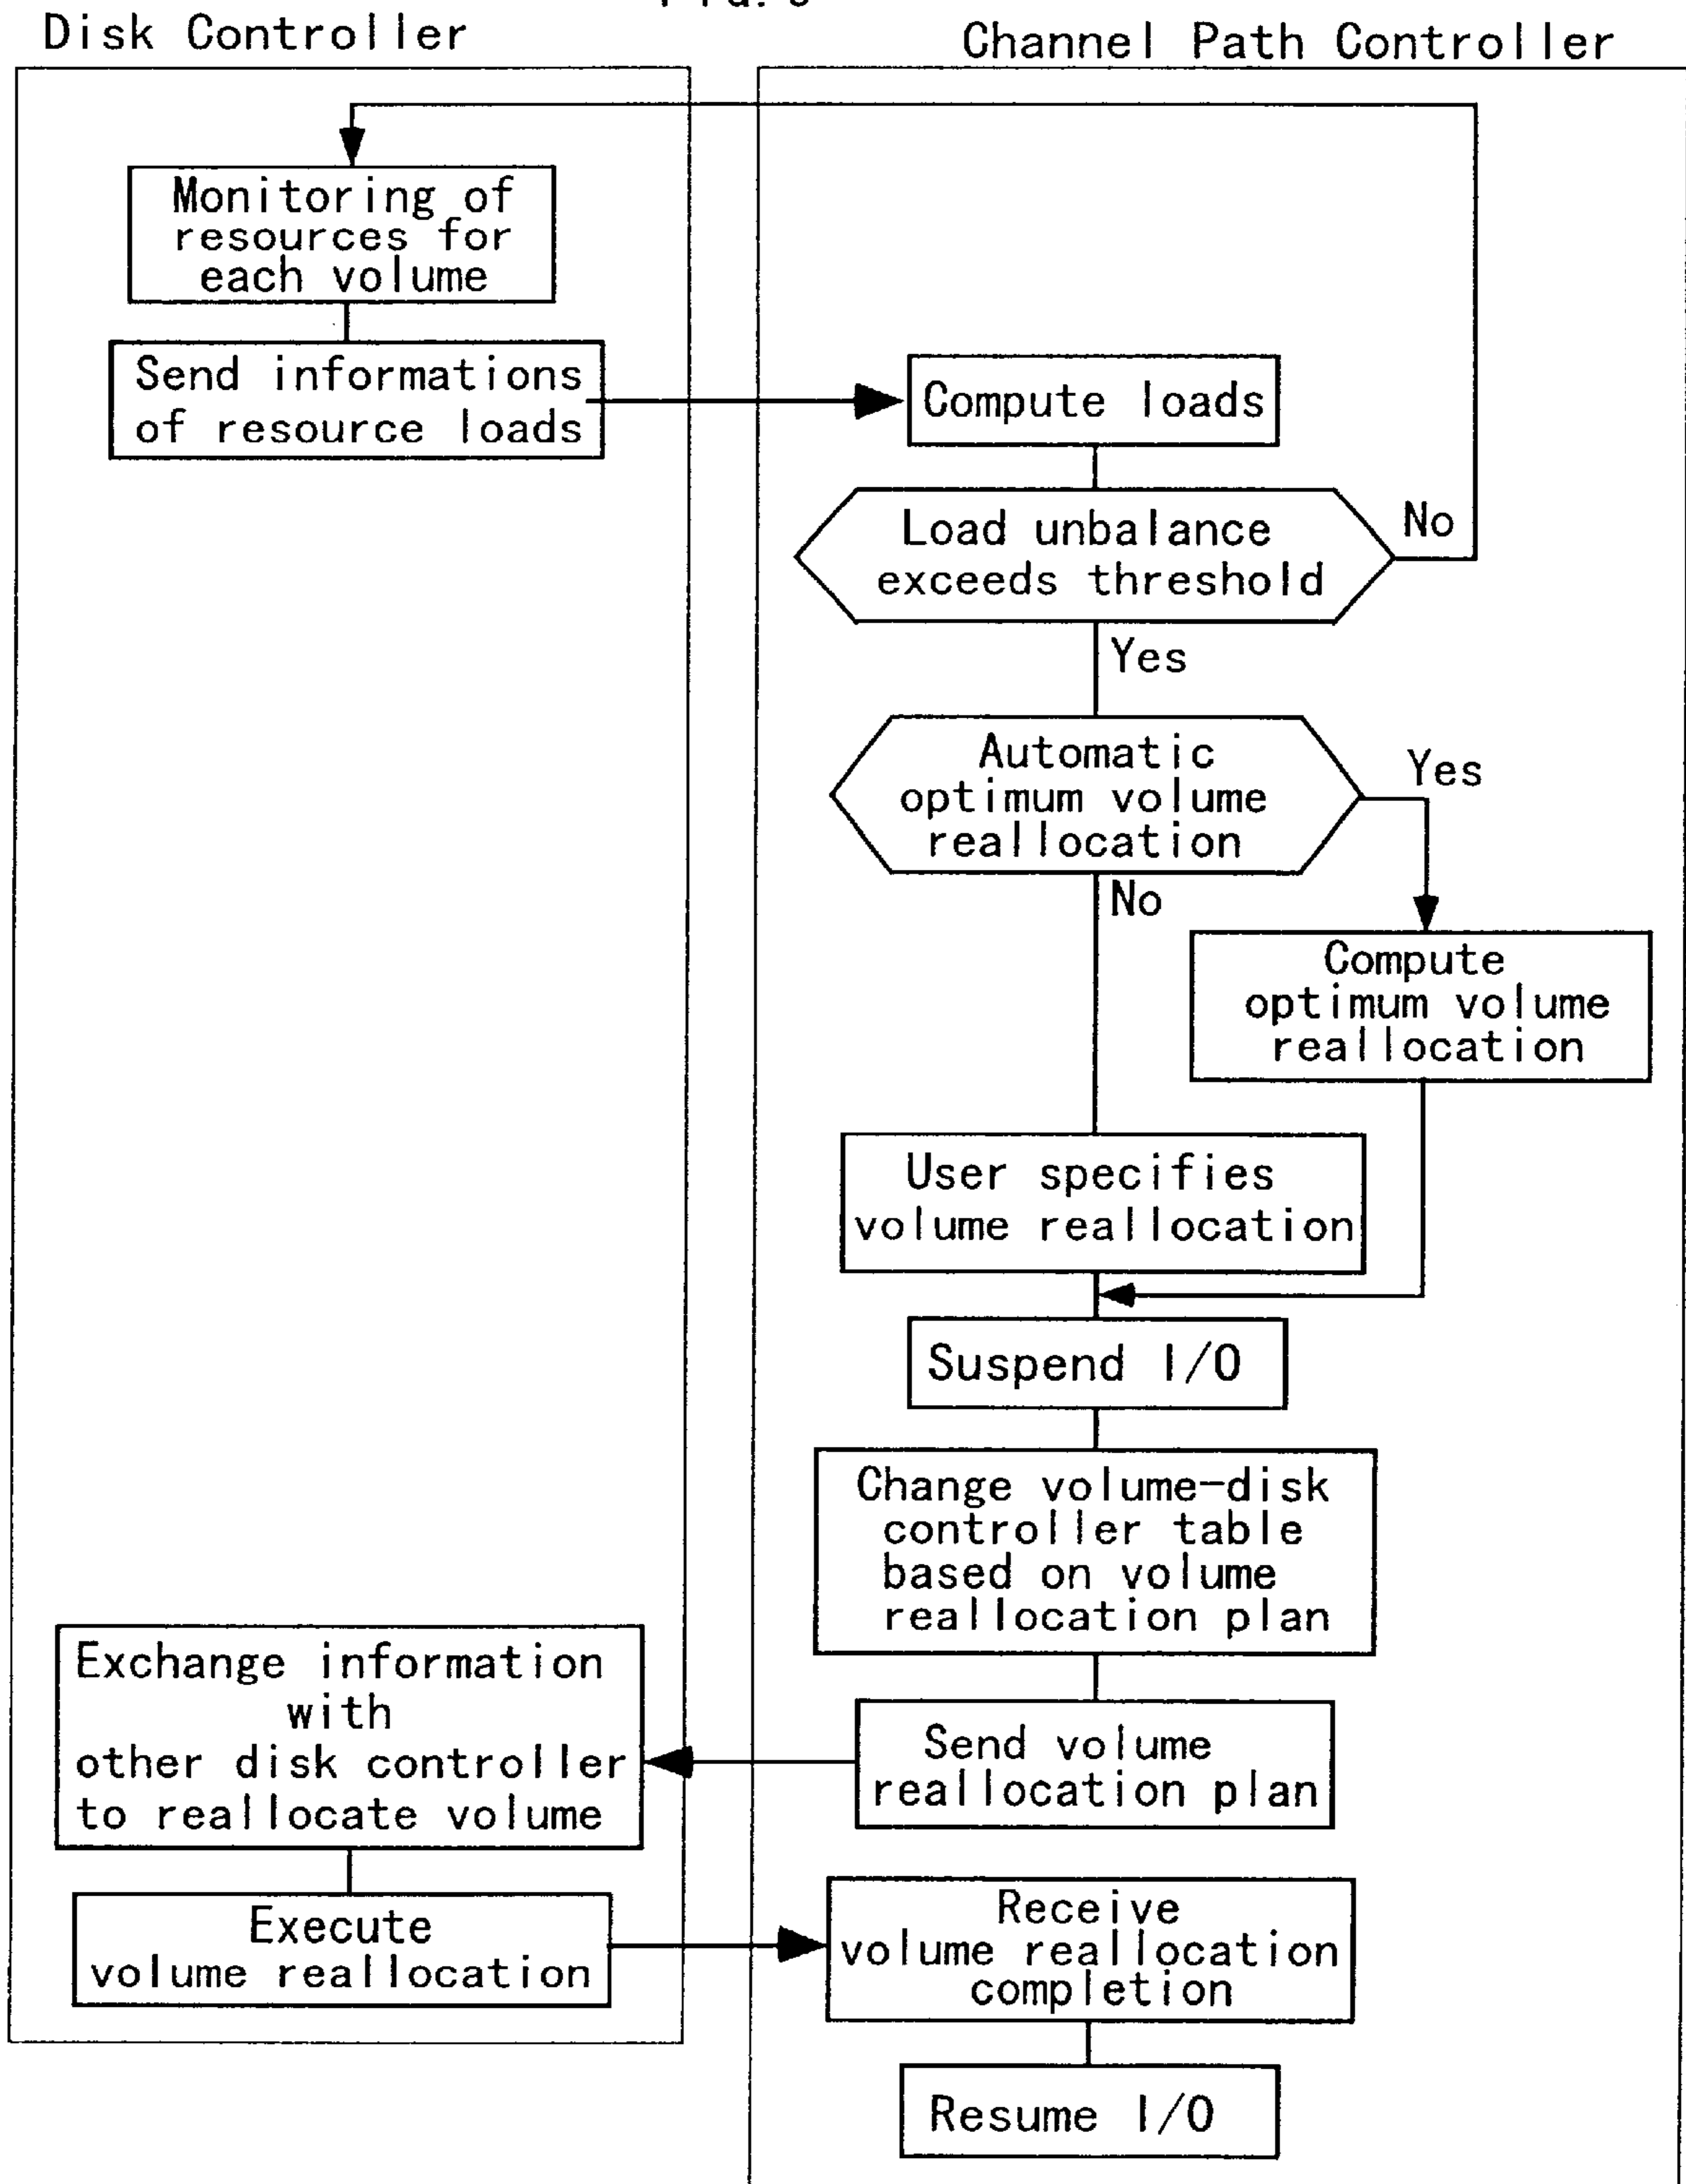 Disk Controller
Channel Path Controller
Monitoring of
resources for
each volume
Send informations
of resource loads
Compute loads
Load unbalance
exceeds threshold
No
Yes
Automatic
optimum volume
reallocation
Yes
No
Compute
optimum volume
reallocation
User specifies
volume reallocation
Suspend I/O
Change volume-disk
controller table
based on volume
reallocation plan
Send volume
reallocation plan
Exchange information
with
other disk controller
to reallocate volume
Execute
volume reallocation
Receive
volume reallocation
completion
Resume I/O